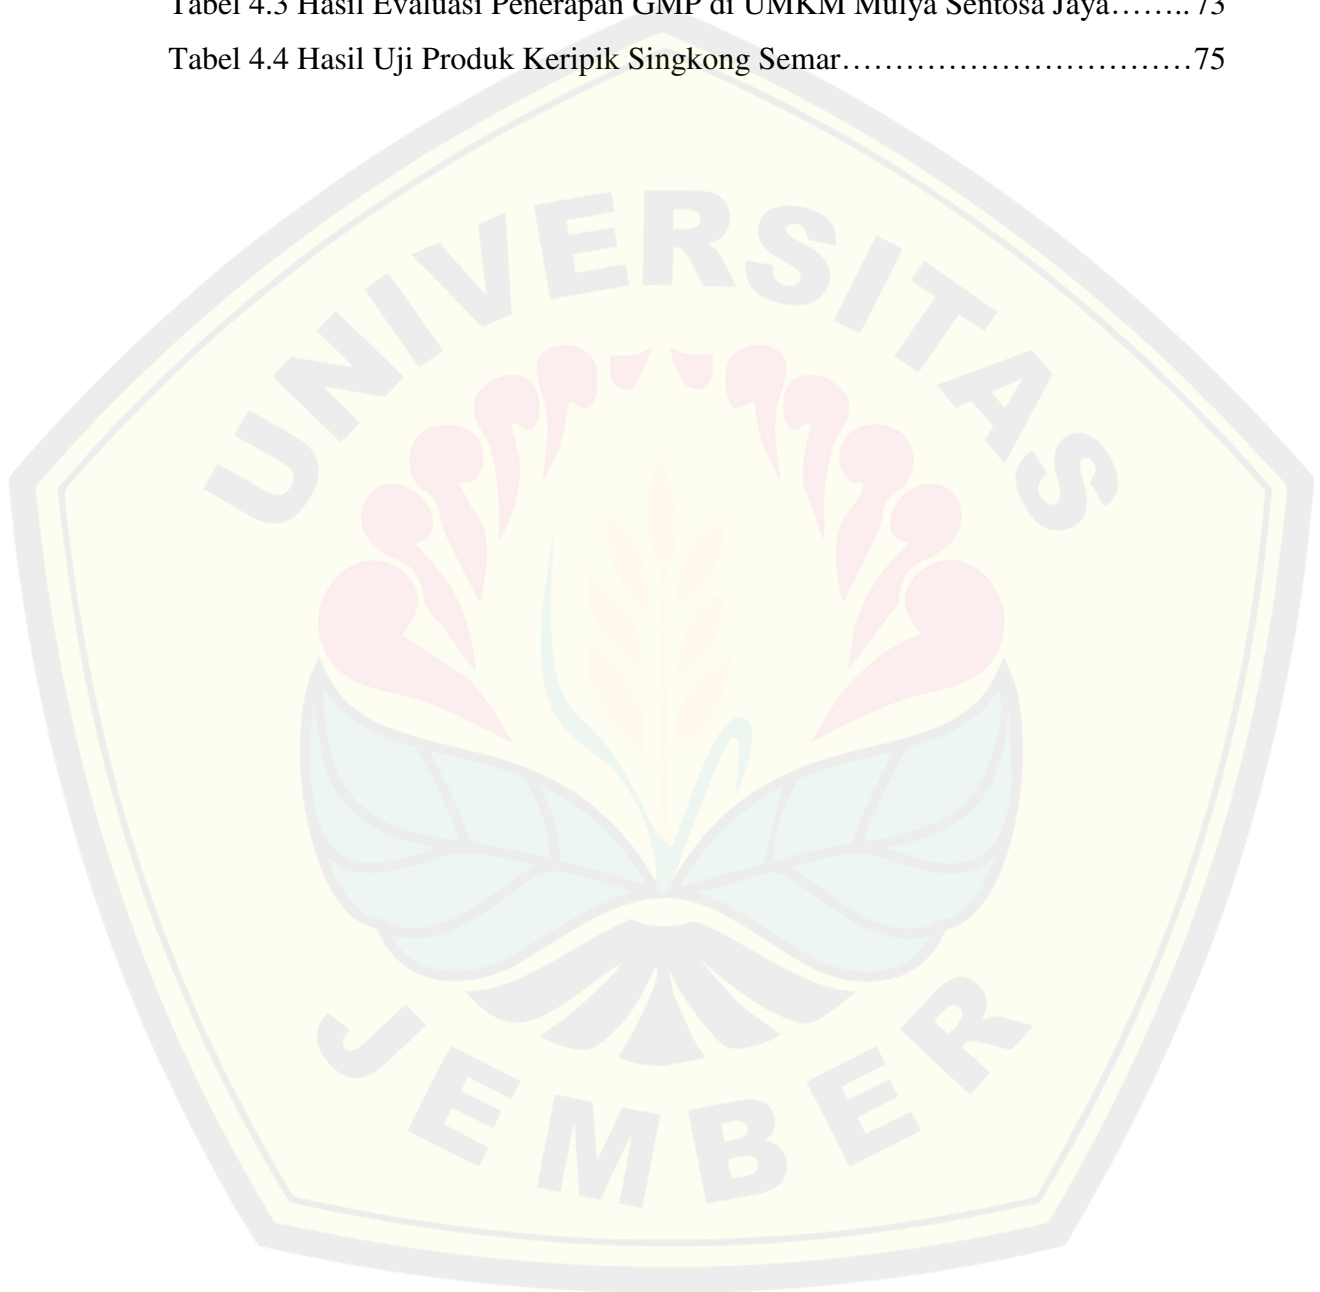 Tabel 4.3 Hasil Evaluasi Penerapan GMP di UMKM Mulya Sentosa Jaya…….. 73
Tabel 4.4 Hasil Uji Produk Keripik Singkong Semar……………………………75
UNIVERSITAS
JEMBER